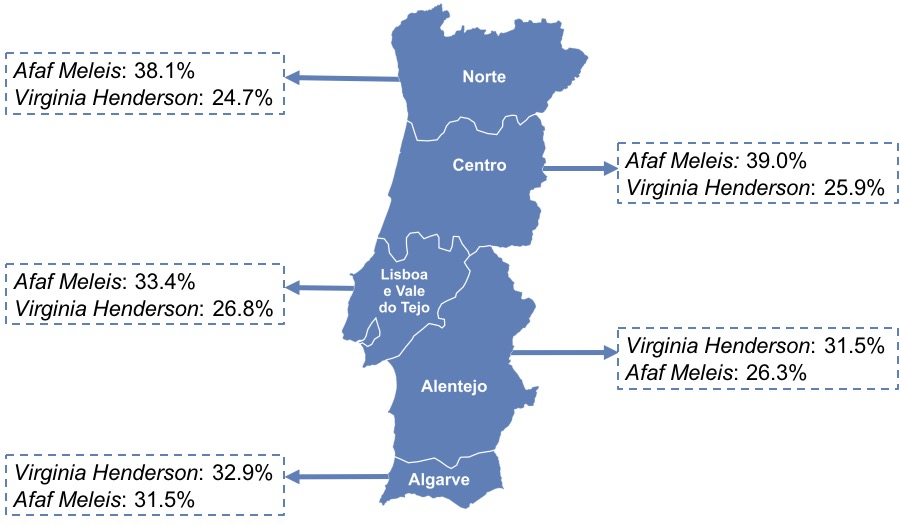 Afaf Meleis: 38.1%
Virginia Henderson: 24.7%
Norte
Centro
Afaf Meleis: 39.0%
Virginia Henderson: 25.9%
Afaf Meleis: 33.4%
Virginia Henderson: 26.8%
Lisboa
e Vale
do Tejo
Virginia Henderson: 31.5%
Afaf Meleis: 26.3%
Alentejo
Virginia Henderson: 32.9%
Afaf Meleis: 31.5%
Algarve